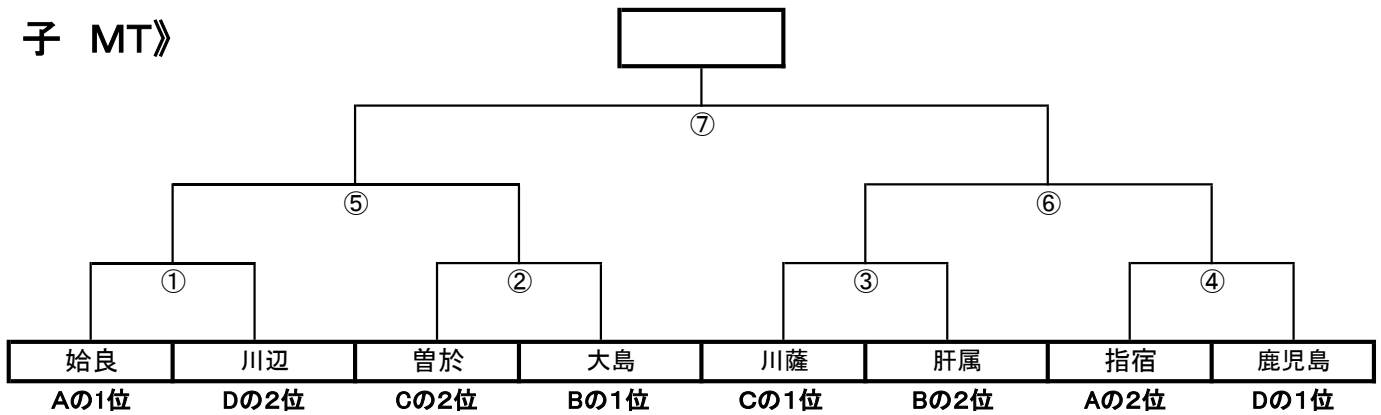 子 MT》
⑦
⑤ ⑥
① ② ③ ④
姶良 川辺 曽於 大島 川薩 肝属 指宿 鹿児島
Aの1位 Dの2位 Cの2位 Bの1位 Cの1位 Bの2位 Aの2位 Dの1位